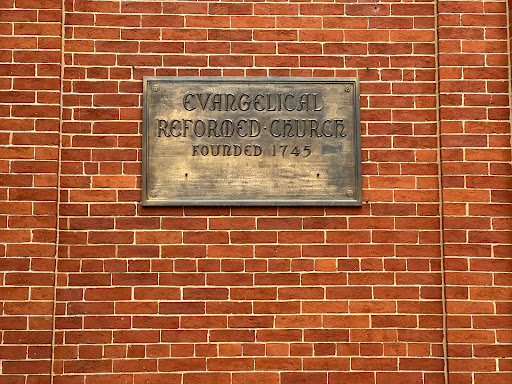 EVANGELICAL
REFORMED · CHURCH
FOUNDED 1745